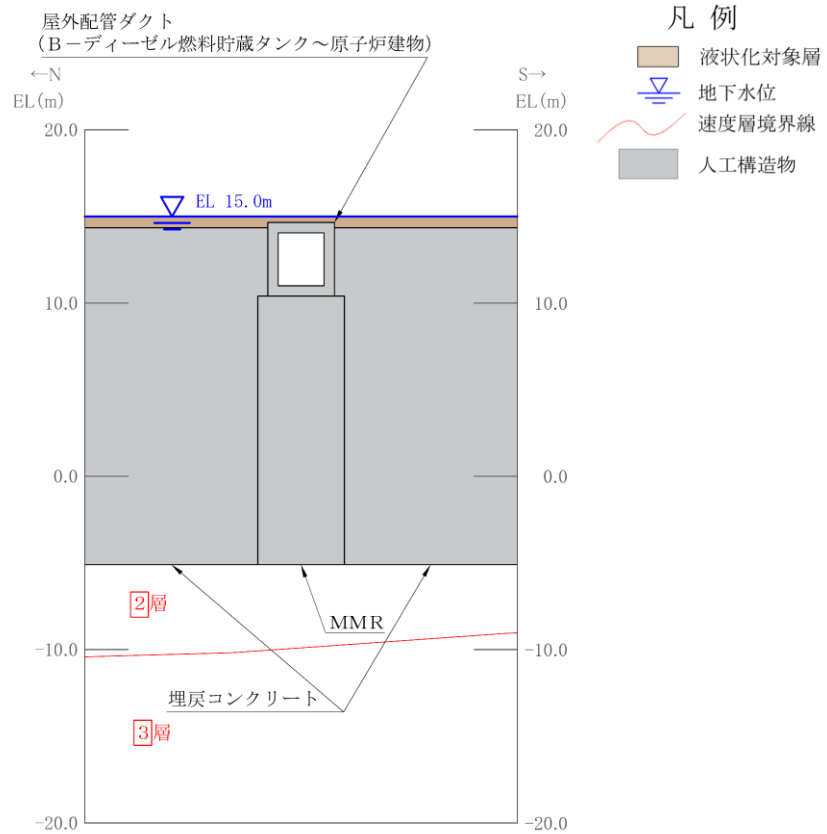 屋外配管ダクト
(B－ディーゼル燃料貯蔵タンク～原子炉建物)
凡 例
液状化対象層
地下水位
速度層境界線
人工構造物
←N
EL(m)
S→
EL(m)
20.0
20.0
EL 15.0m
10.0
10.0
0.0
0.0
2層
MMR
-10.0
-10.0
埋戻コンクリート
3層
-20.0
-20.0